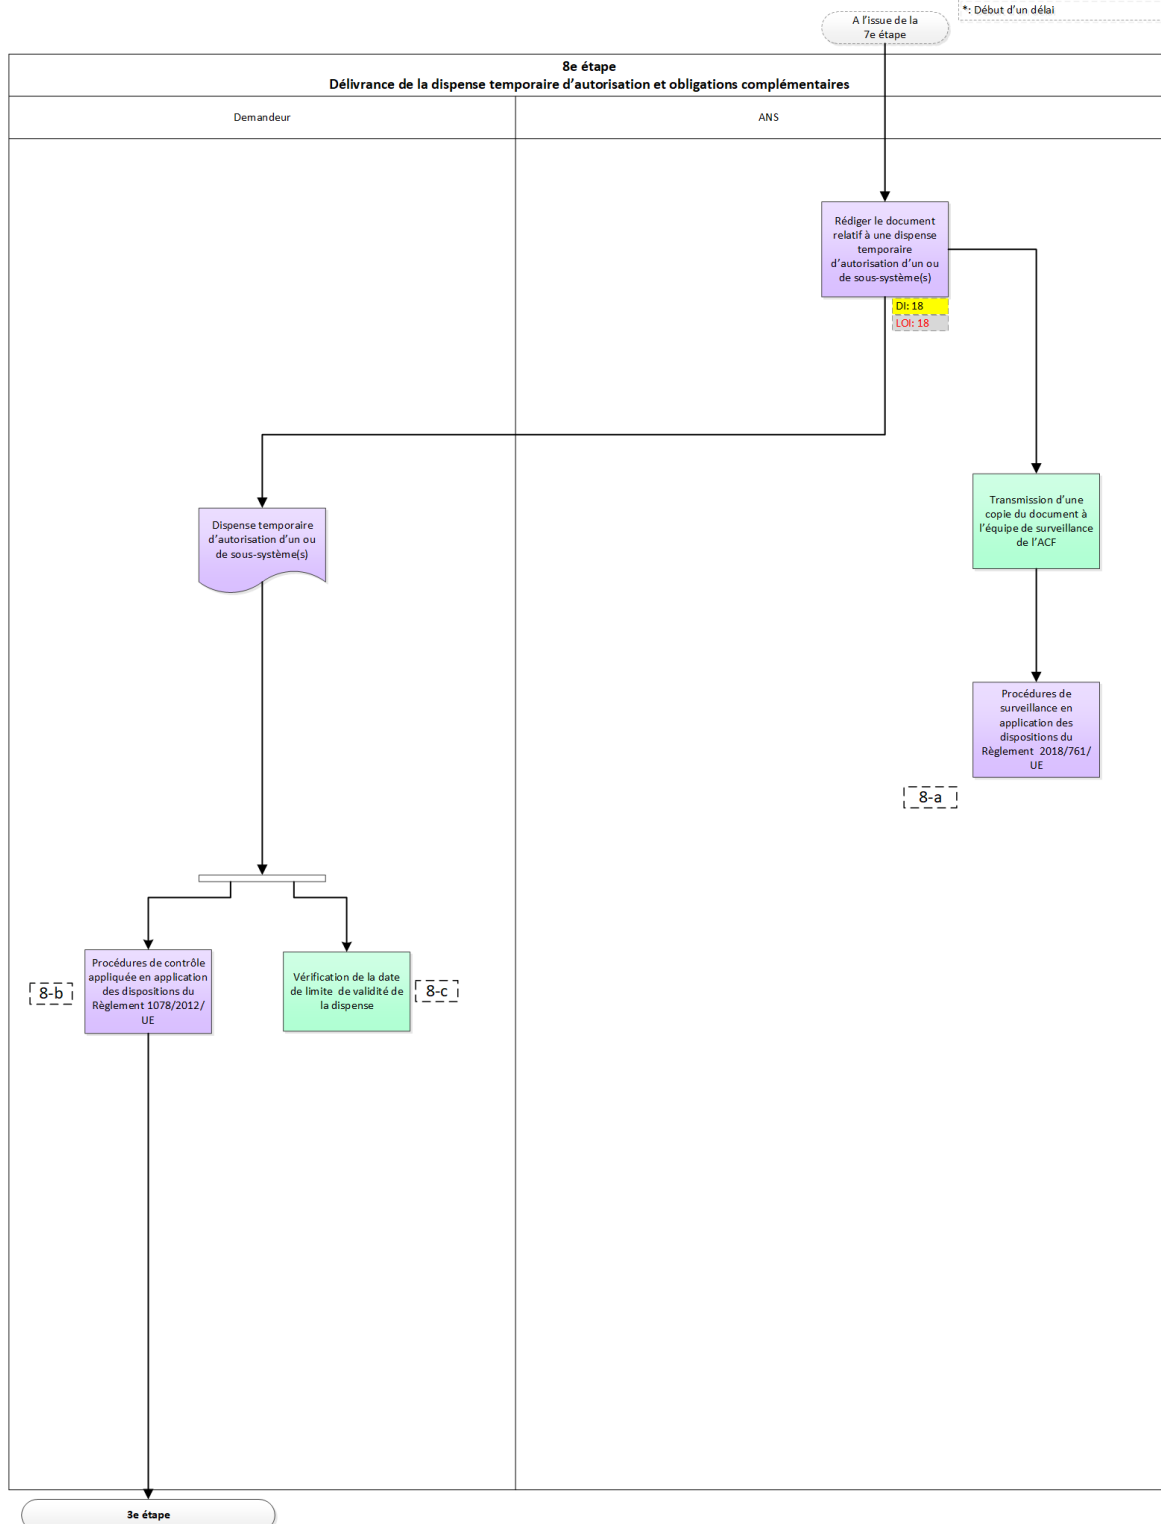 *: Début d’un délai
A l’issue de la
7e étape
8e étape
Délivrance de la dispense temporaire d’autorisation et obligations complémentaires
Demandeur
ANS
Rédiger le document
relatif à une dispense
temporaire
d’autorisation d’un ou
de sous-système(s)
DI: 18
LOI: 18
Transmission d’une
copie du document à
l’équipe de surveillance
de l’ACF
Dispense temporaire
d’autorisation d’un ou
de sous-système(s)
Procédures de
surveillance en
application des
dispositions du
Règlement 2018/761/
UE
8-a
8-b
Procédures de contrôle
appliquée en application
des dispositions du
Règlement 1078/2012/
UE
Vérification de la date
de limite de validité de
la dispense
8-c
3e étape